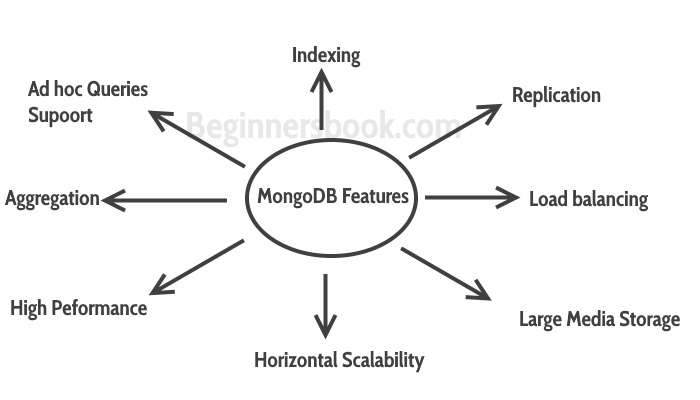 Indexing
Ad hoc Queries
Supoort
Replication
Beginnersbook.com
MongoDB Features
Aggregation
Load balancing
High Peformance
Large Media Storage
Horizontal Scalability